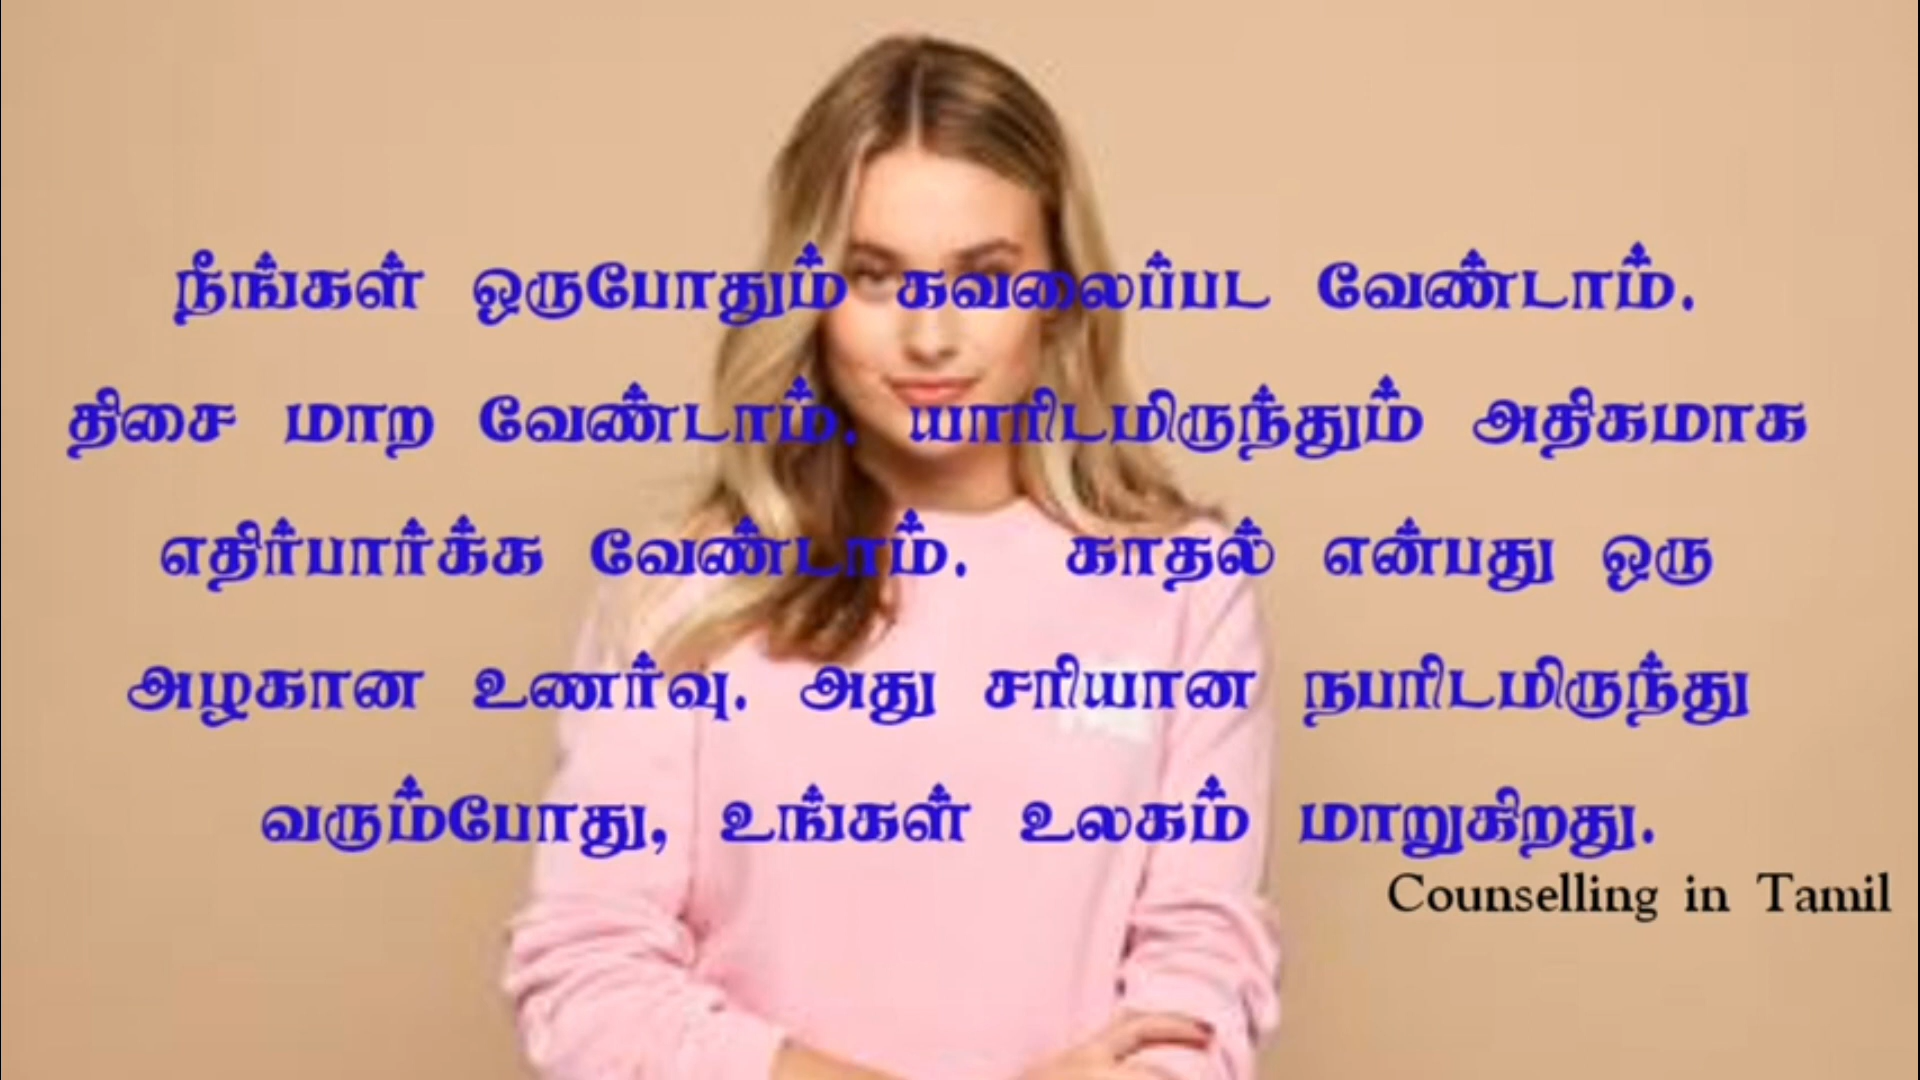 நீங்கள் ஒருபோதும் கவலைப்பட வேண்டாம்.
திசை மாற வேண்டாம். யாரிடமிருந்தும் அதிகமாக
எதிர்பார்க்க வேண்டாம். காதல் என்பது ஒரு
அழகான உணர்வு. அது சரியான நபரிடமிருந்து
வரும்போது, உங்கள் உலகம் மாறுகிறது.
Counselling in Tamil